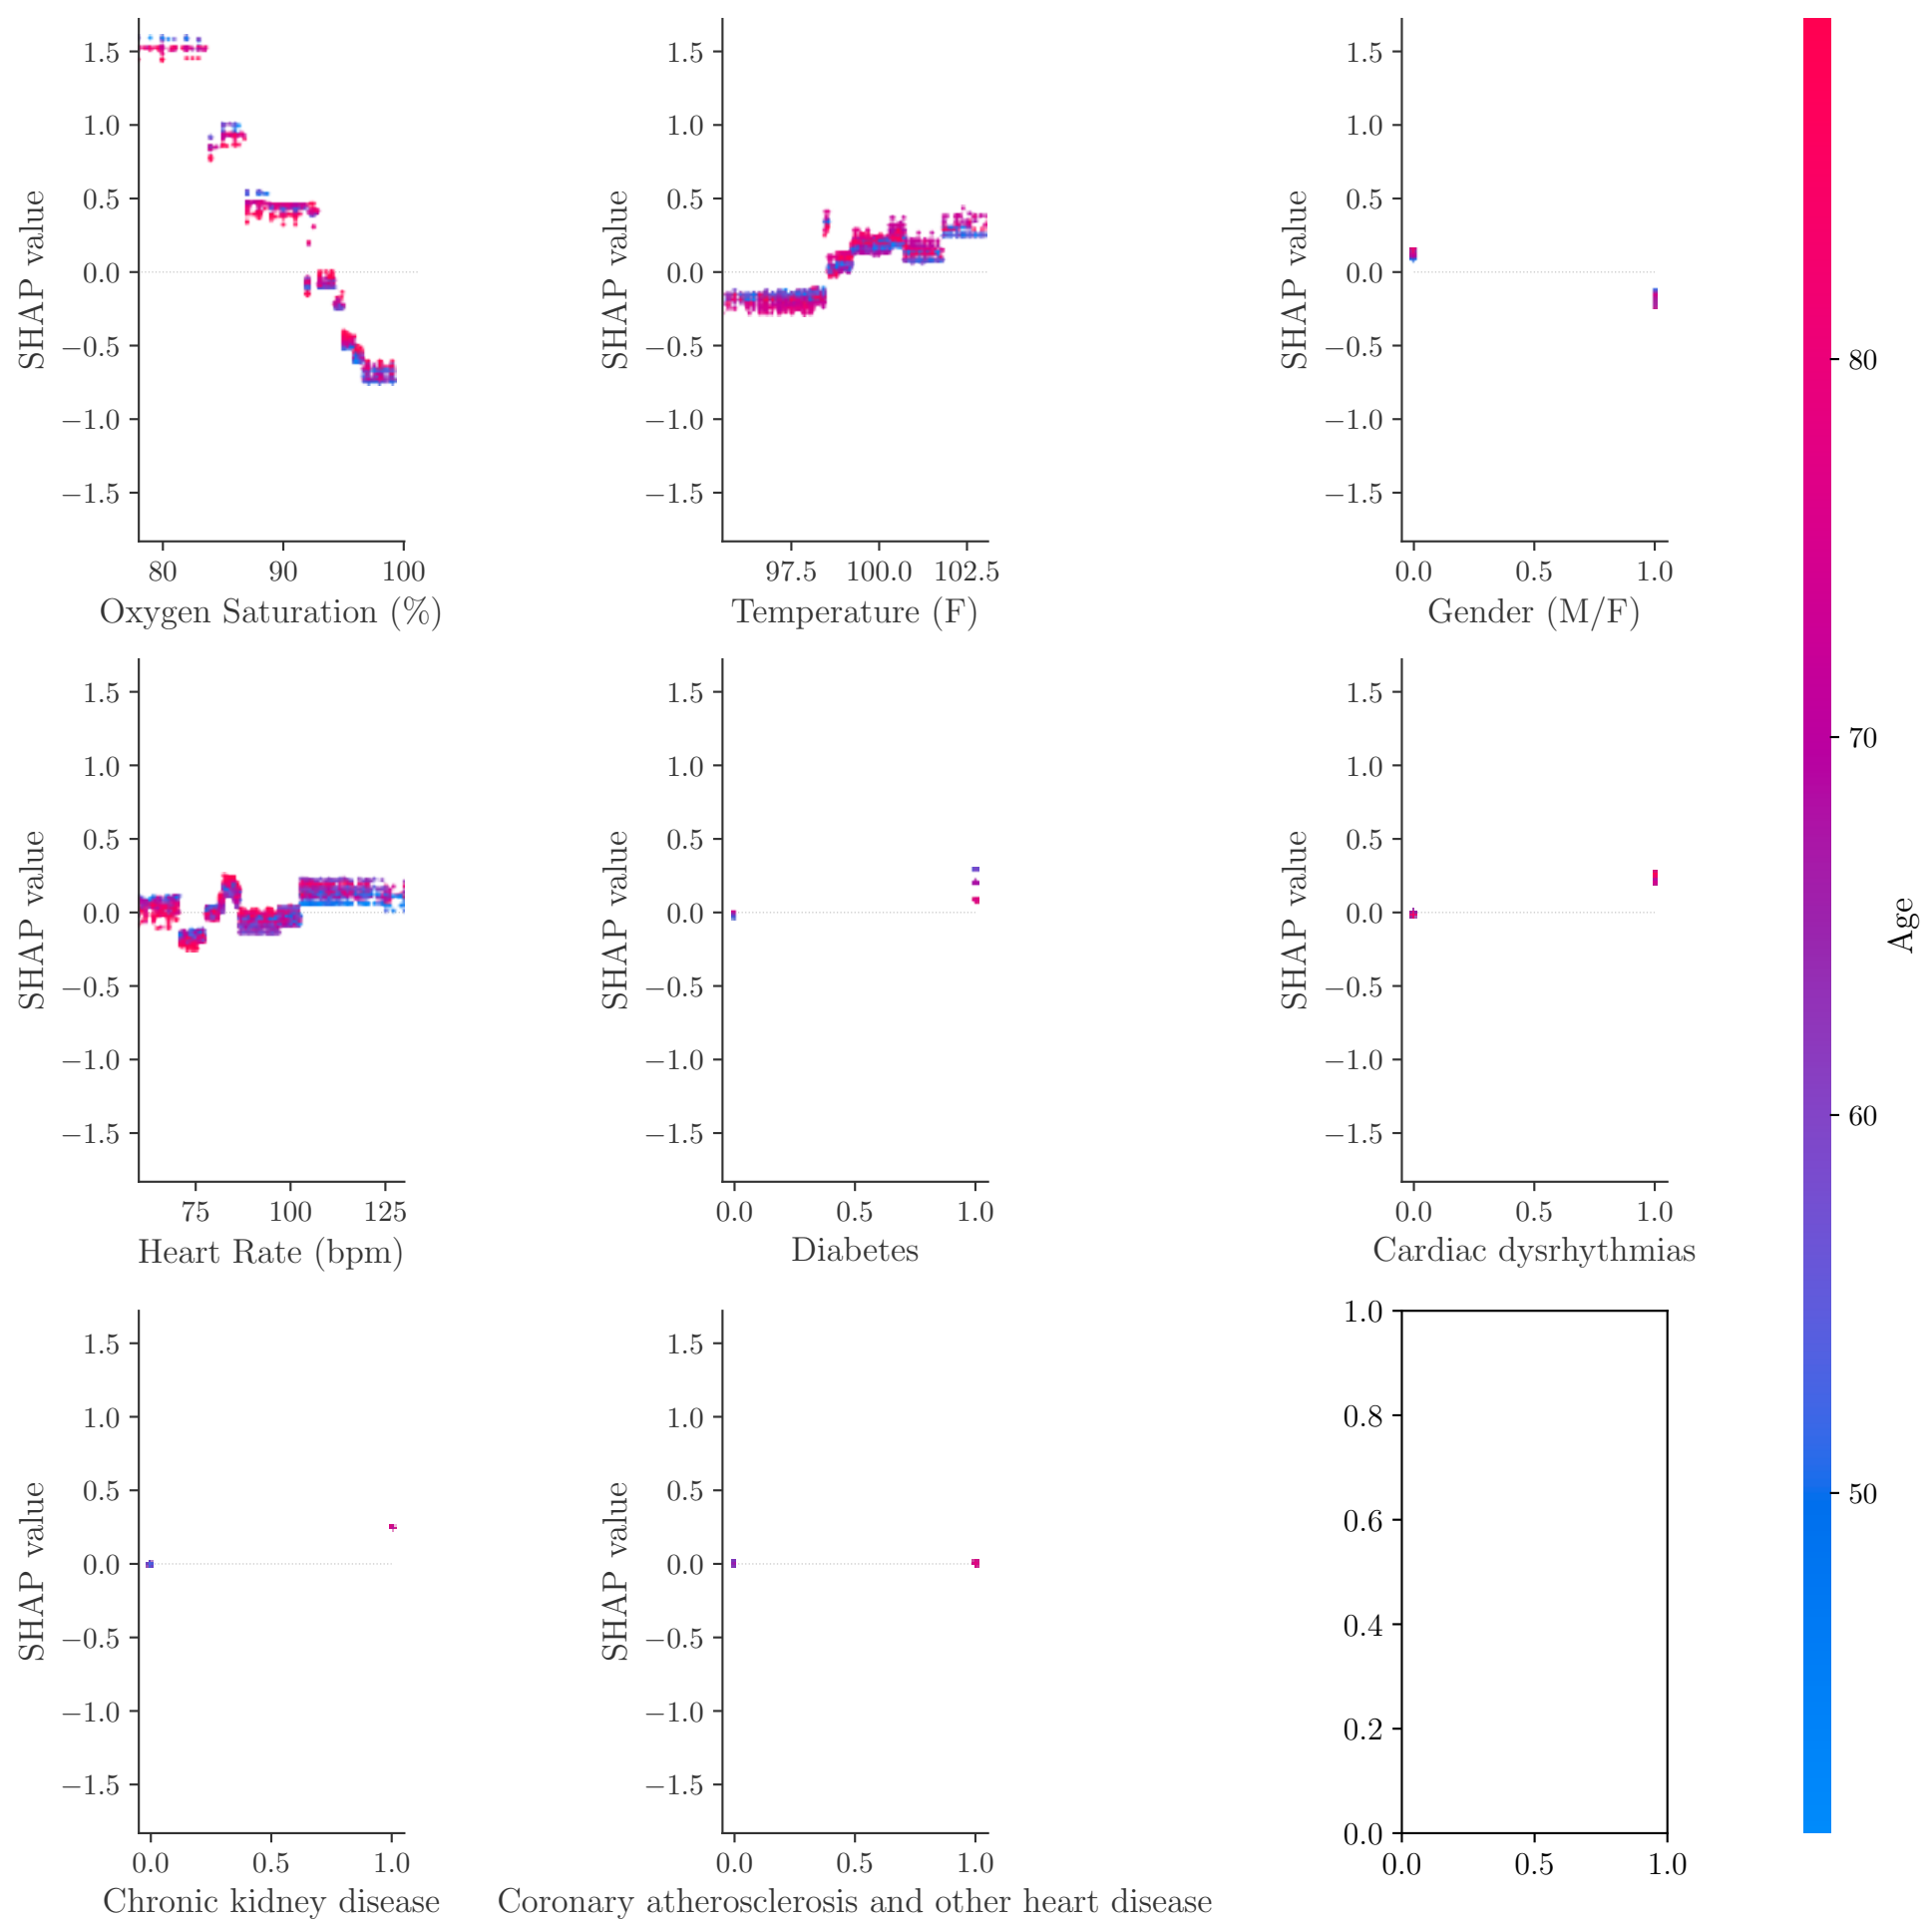 SHAP value
1.5
1.0
0.5
0.0
−0.5
−1.0
−1.5
80 90 100
Oxygen Saturation (%)
SHAP value
1.5
1.0
0.5
0.0
−0.5
−1.0
−1.5
97.5 100.0 102.5
Temperature (F)
SHAP value
1.5
1.0
0.5
0.0
−0.5
−1.0
−1.5
0.0 0.5 1.0
Gender (M/F)
SHAP value
1.5
1.0
0.5
0.0
−0.5
−1.0
−1.5
75 100 125
Heart Rate (bpm)
SHAP value
1.5
1.0
0.5
0.0
−0.5
−1.0
−1.5
0.0 0.5 1.0
Diabetes
SHAP value
1.5
1.0
0.5
0.0
−0.5
−1.0
−1.5
0.0 0.5 1.0
Cardiac dysrhythmias
SHAP value
1.5
1.0
0.5
0.0
−0.5
−1.0
−1.5
0.0 0.5 1.0
Chronic kidney disease
SHAP value
1.5
1.0
0.5
0.0
−0.5
−1.0
−1.5
0.0 0.5 1.0
Coronary atherosclerosis and other heart disease
1.0
0.8
0.6
0.4
0.2
0.0
0.0 0.5 1.0
80
70
60
50
Age